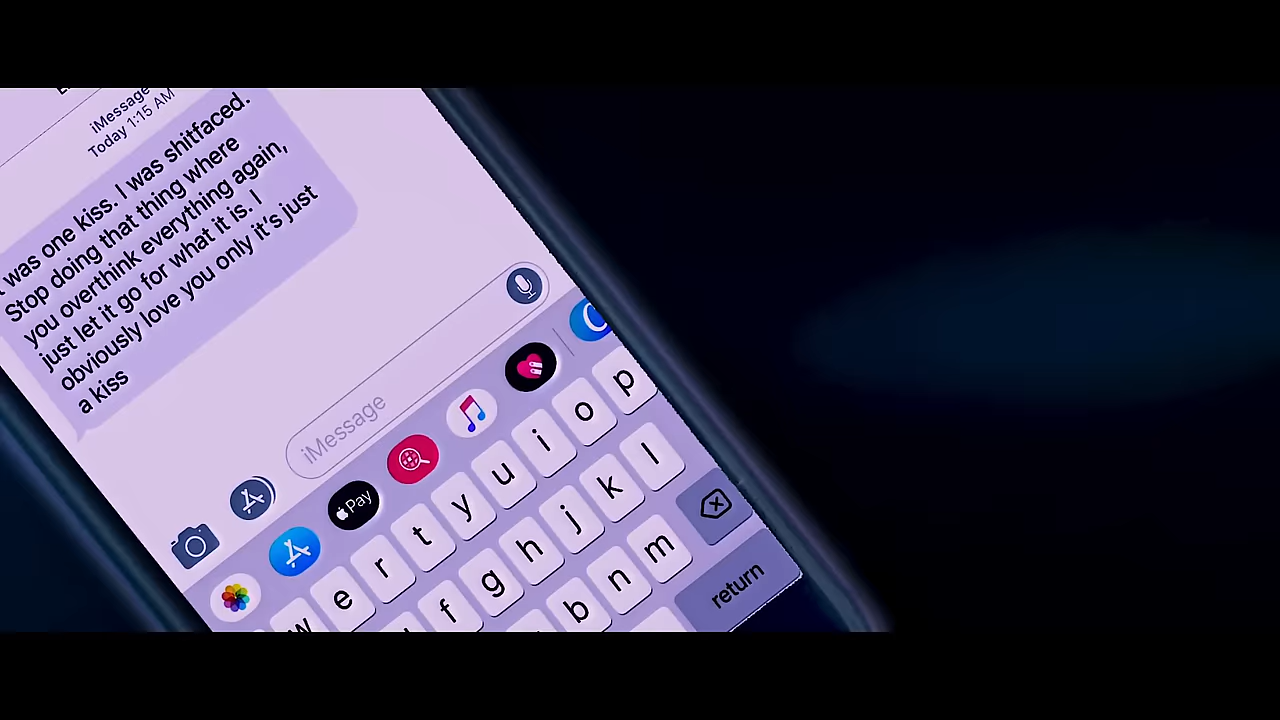 iMessage
Today 1:15 AM
was one kiss. I was shitfaced.
Stop doing that thing where
you overthink everything again,
just let it go for what it is. I
obviously love you only it's just
a kiss
iMessage
Pay
w e r t y u i o p
f g h j k l
b n m
return